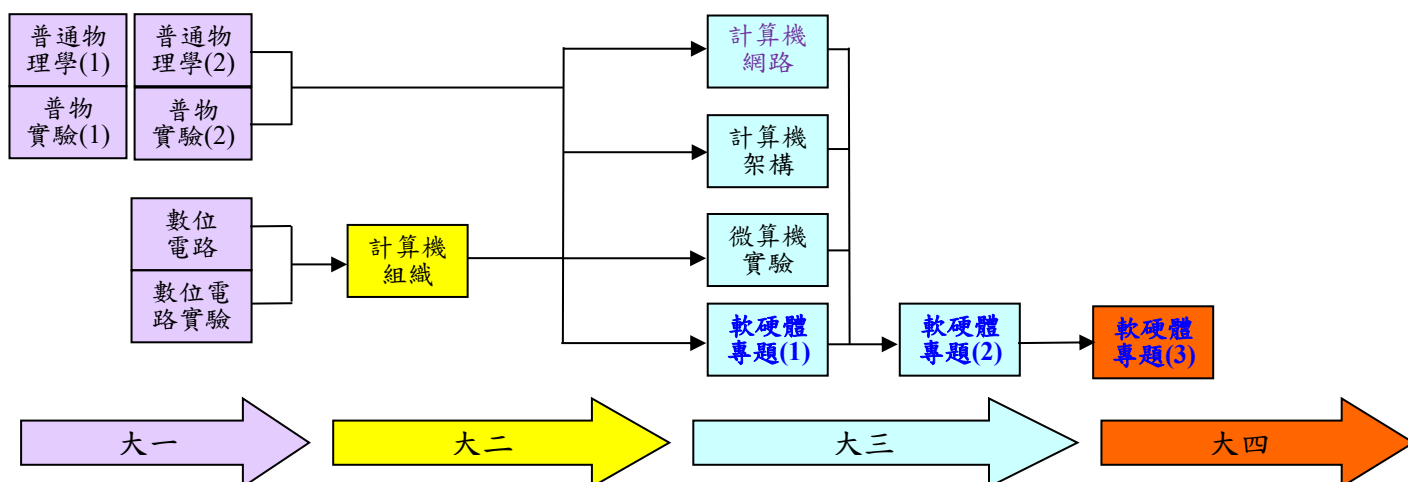 普通物
理學(1)
普通物
理學(2)
普物
實驗(1)
普物
實驗(2)
數位
電路
數位電
路實驗
計算機
組織
計算機
網路
計算機
架構
微算機
實驗
軟硬體
專題(1)
軟硬體
專題(2)
軟硬體
專題(3)
大一
大二
大三
大四